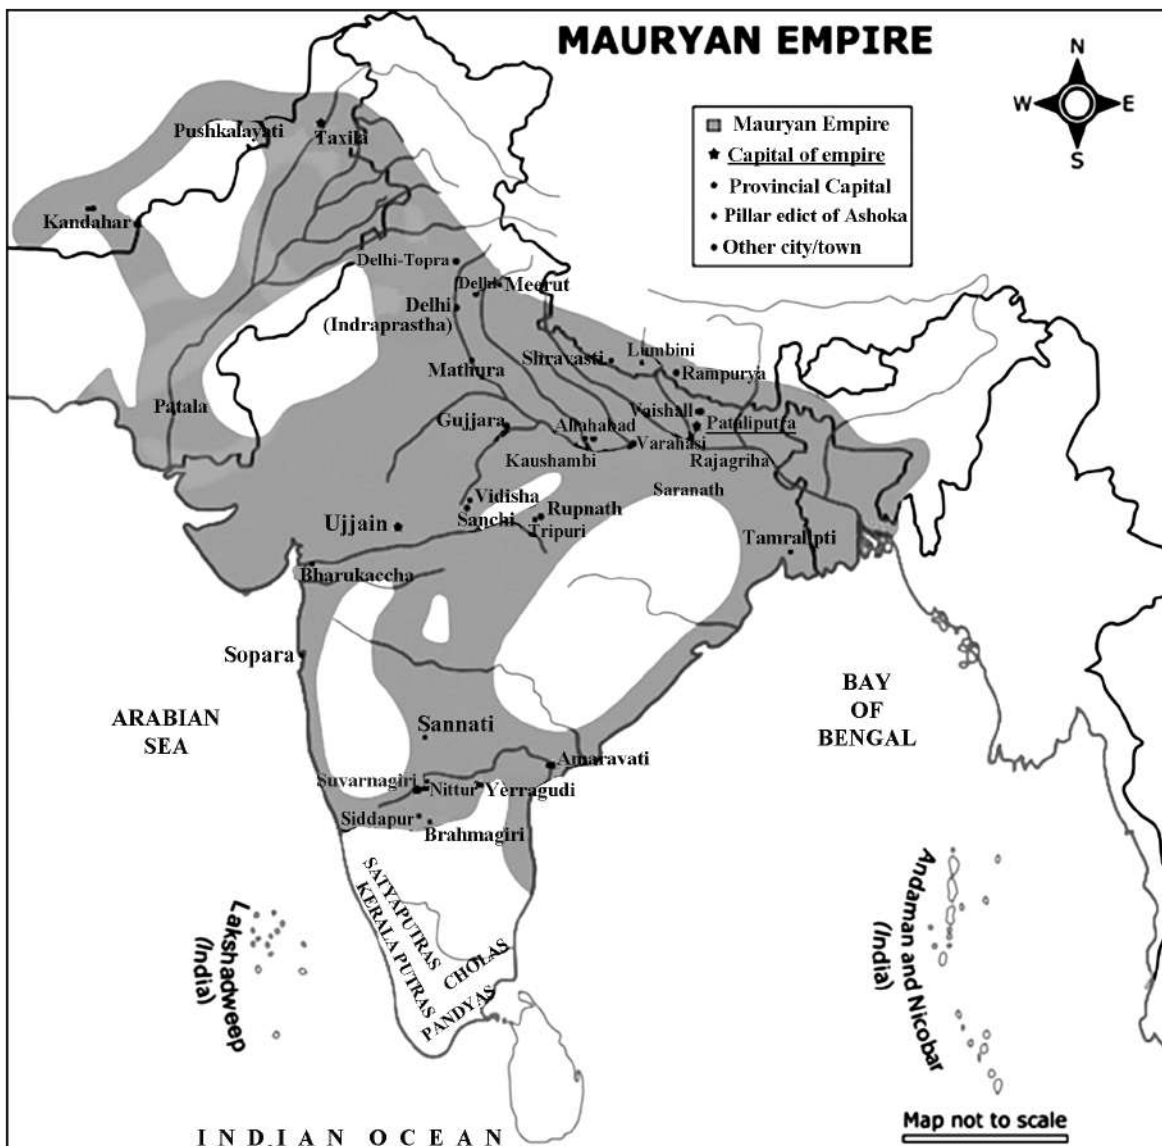 MAURYAN EMPIRE
N
W E
S
Mauryan Empire
Capital of empire
Provincial Capital
Pillar edict of Ashoka
Other city/town
Pushkalayati
Taxila
Kandahar
Delhi-Topra
Delhi
Meerut
Delhi
(Indraprastha)
Mathura
Shravasti
Lumbini
Rampurya
Patala
Gujjara
Allahabad
Vaishall
Pataliputra
Kaushambi
Varahasi
Rajagriha
Saranath
Vidisha
Sanchi
Rupnath
Tripuri
Ujjain
Tamralipti
Bharukaccha
Sopara
ARABIAN
SEA
BAY
OF
BENGAL
Sannati
Amaravati
Suvarnagiri
Nittur
Yerragudi
Siddapur
Brahmagiri
SATYAPUTRAS
KERALAPUTRAS
CHOLAS
PANDYAS
Lakshadweep
(India)
Andaman and Nicobar
(India)
Map not to scale
INDIAN OCEAN